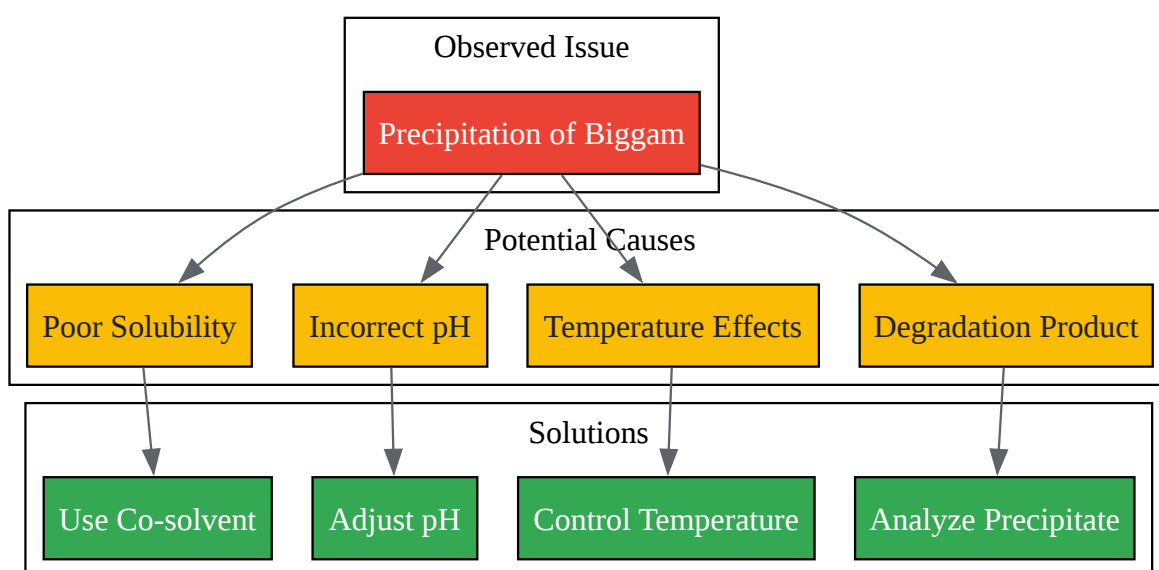 Observed Issue
Precipitation of Biggam
Potential Causes
Poor Solubility
Incorrect pH
Temperature Effects
Degradation Product
Solutions
Use Co-solvent
Adjust pH
Control Temperature
Analyze Precipitate